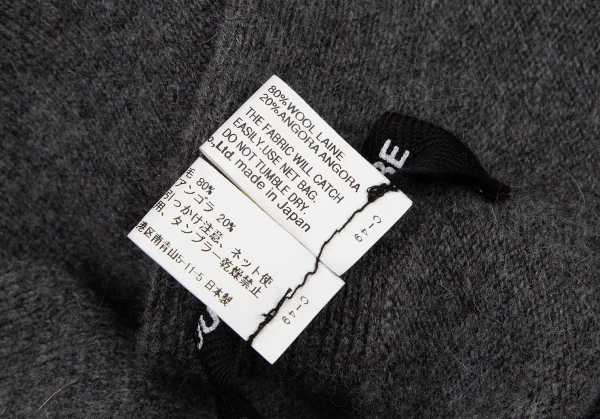 80%WOOL LAINE
20%ANGORA ANGORA
THE FABRIC WILL CATCH
EASILY.USE NET BAG.
DO NOT TUMBLE DRY.
.,Ltd. made in Japan
毛 80%
アンゴラ 20%
引っかけ注意、ネット使
用、タンブラー乾燥禁止
港区南青山5-11-5 日本製
RE